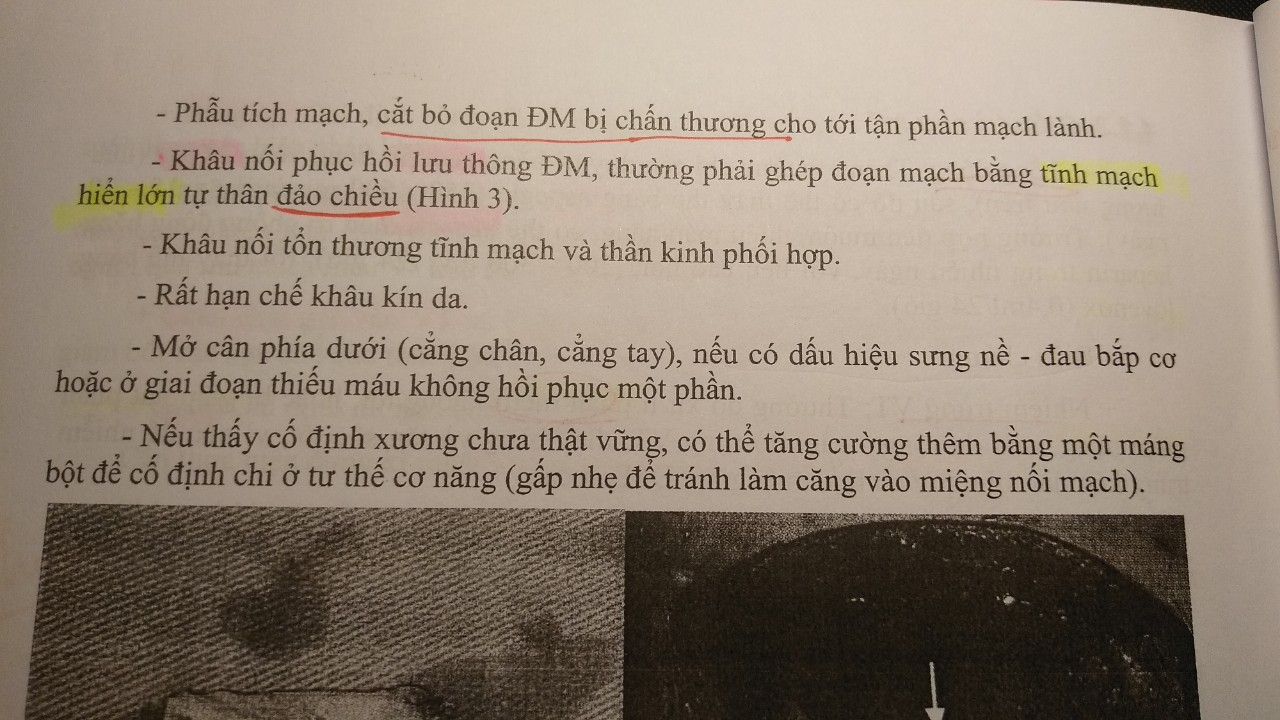 - Phẫu tích mạch, cắt bỏ đoạn ĐM bị chấn thương cho tới tận phần mạch lành.
- Khâu nối phục hồi lưu thông ĐM, thường phải ghép đoạn mạch bằng tĩnh mạch
hiển lớn tự thân đảo chiều (Hình 3).
- Khâu nối tổn thương tĩnh mạch và thần kinh phối hợp.
- Rất hạn chế khâu kín da.
- Mở cân phía dưới (cẳng chân, cẳng tay), nếu có dấu hiệu sưng nề - đau bắp cơ
hoặc ở giai đoạn thiếu máu không hồi phục một phần.
- Nếu thấy cố định xương chưa thật vững, có thể tăng cường thêm bằng một máng
bột để cố định chi ở tư thế cơ năng (gấp nhẹ để tránh làm căng vào miệng nối mạch).